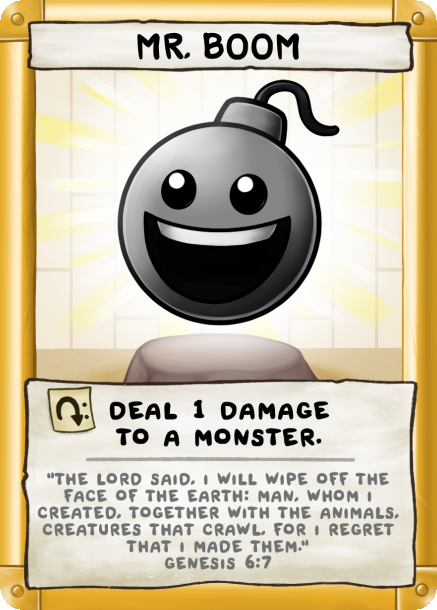 MR. BOOM
DEAL 1 DAMAGE
TO A MONSTER.
"THE LORD SAID, I WILL WIPE OFF THE
FACE OF THE EARTH: MAN, WHOM I
CREATED, TOGETHER WITH THE ANIMALS,
CREATURES THAT CRAWL, FOR I REGRET
THAT I MADE THEM."
GENESIS 6:7